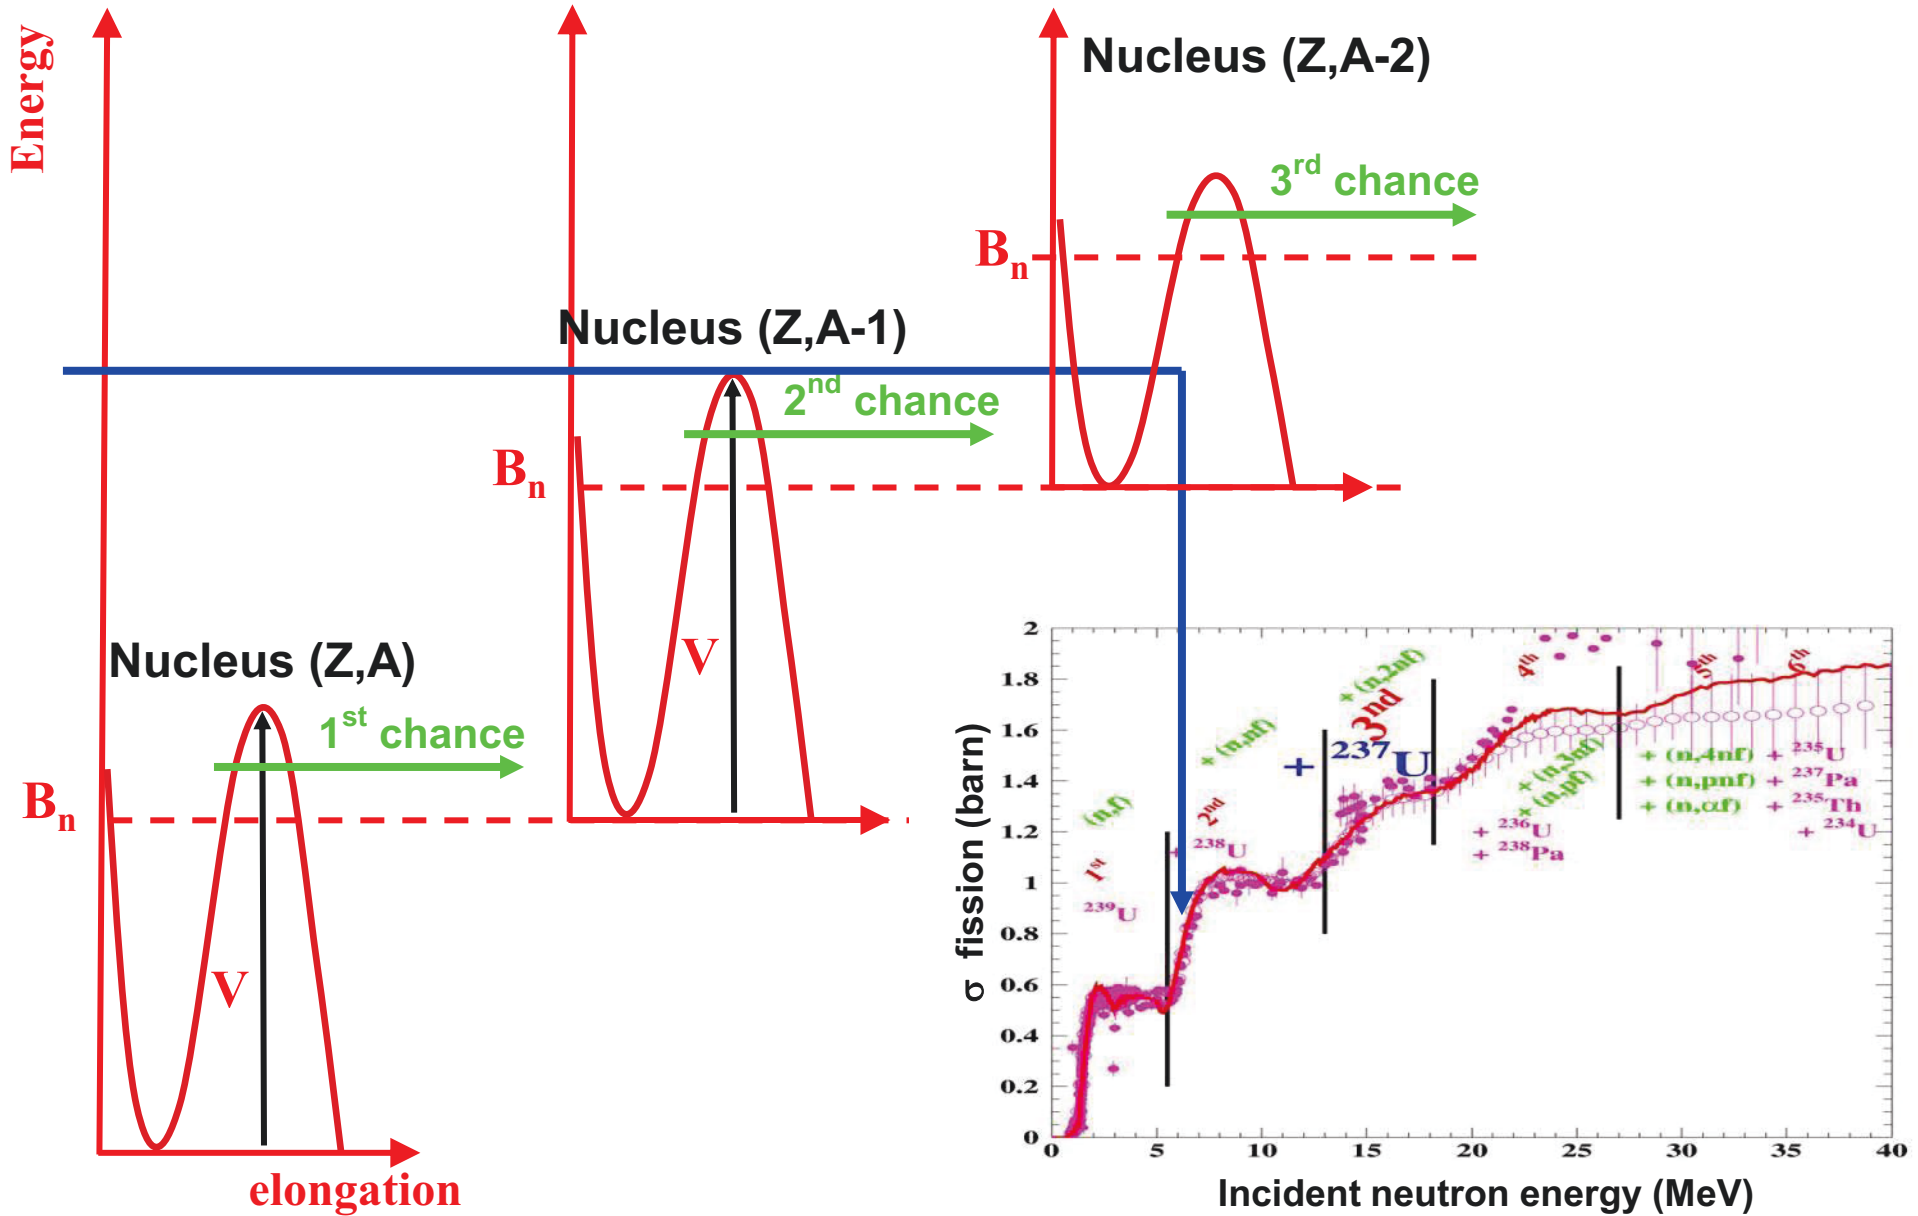 Energy
Nucleus (Z,A-2)
3rd chance
Bn
Nucleus (Z,A-1)
2nd chance
Bn
V
Nucleus (Z,A)
1st chance
Bn
V
elongation
σ fission (barn)
2
1.8
1.6
1.4
1.2
1
0.8
0.6
0.4
0.2
0
(n,f)
1st
239U
+ (n,nf)
2nd
+ 238U
+ (n,2nf)
3nd
+ 237U
4th
+ (n,3nf)
+ (n,pf)
+ 236U
+ 238Pa
5th
6th
+ (n,4nf) + 235U
+ (n,pnf) + 237Pa
+ (n,αf) + 235Th
+ 234U
0 5 10 15 20 25 30 35 40
Incident neutron energy (MeV)